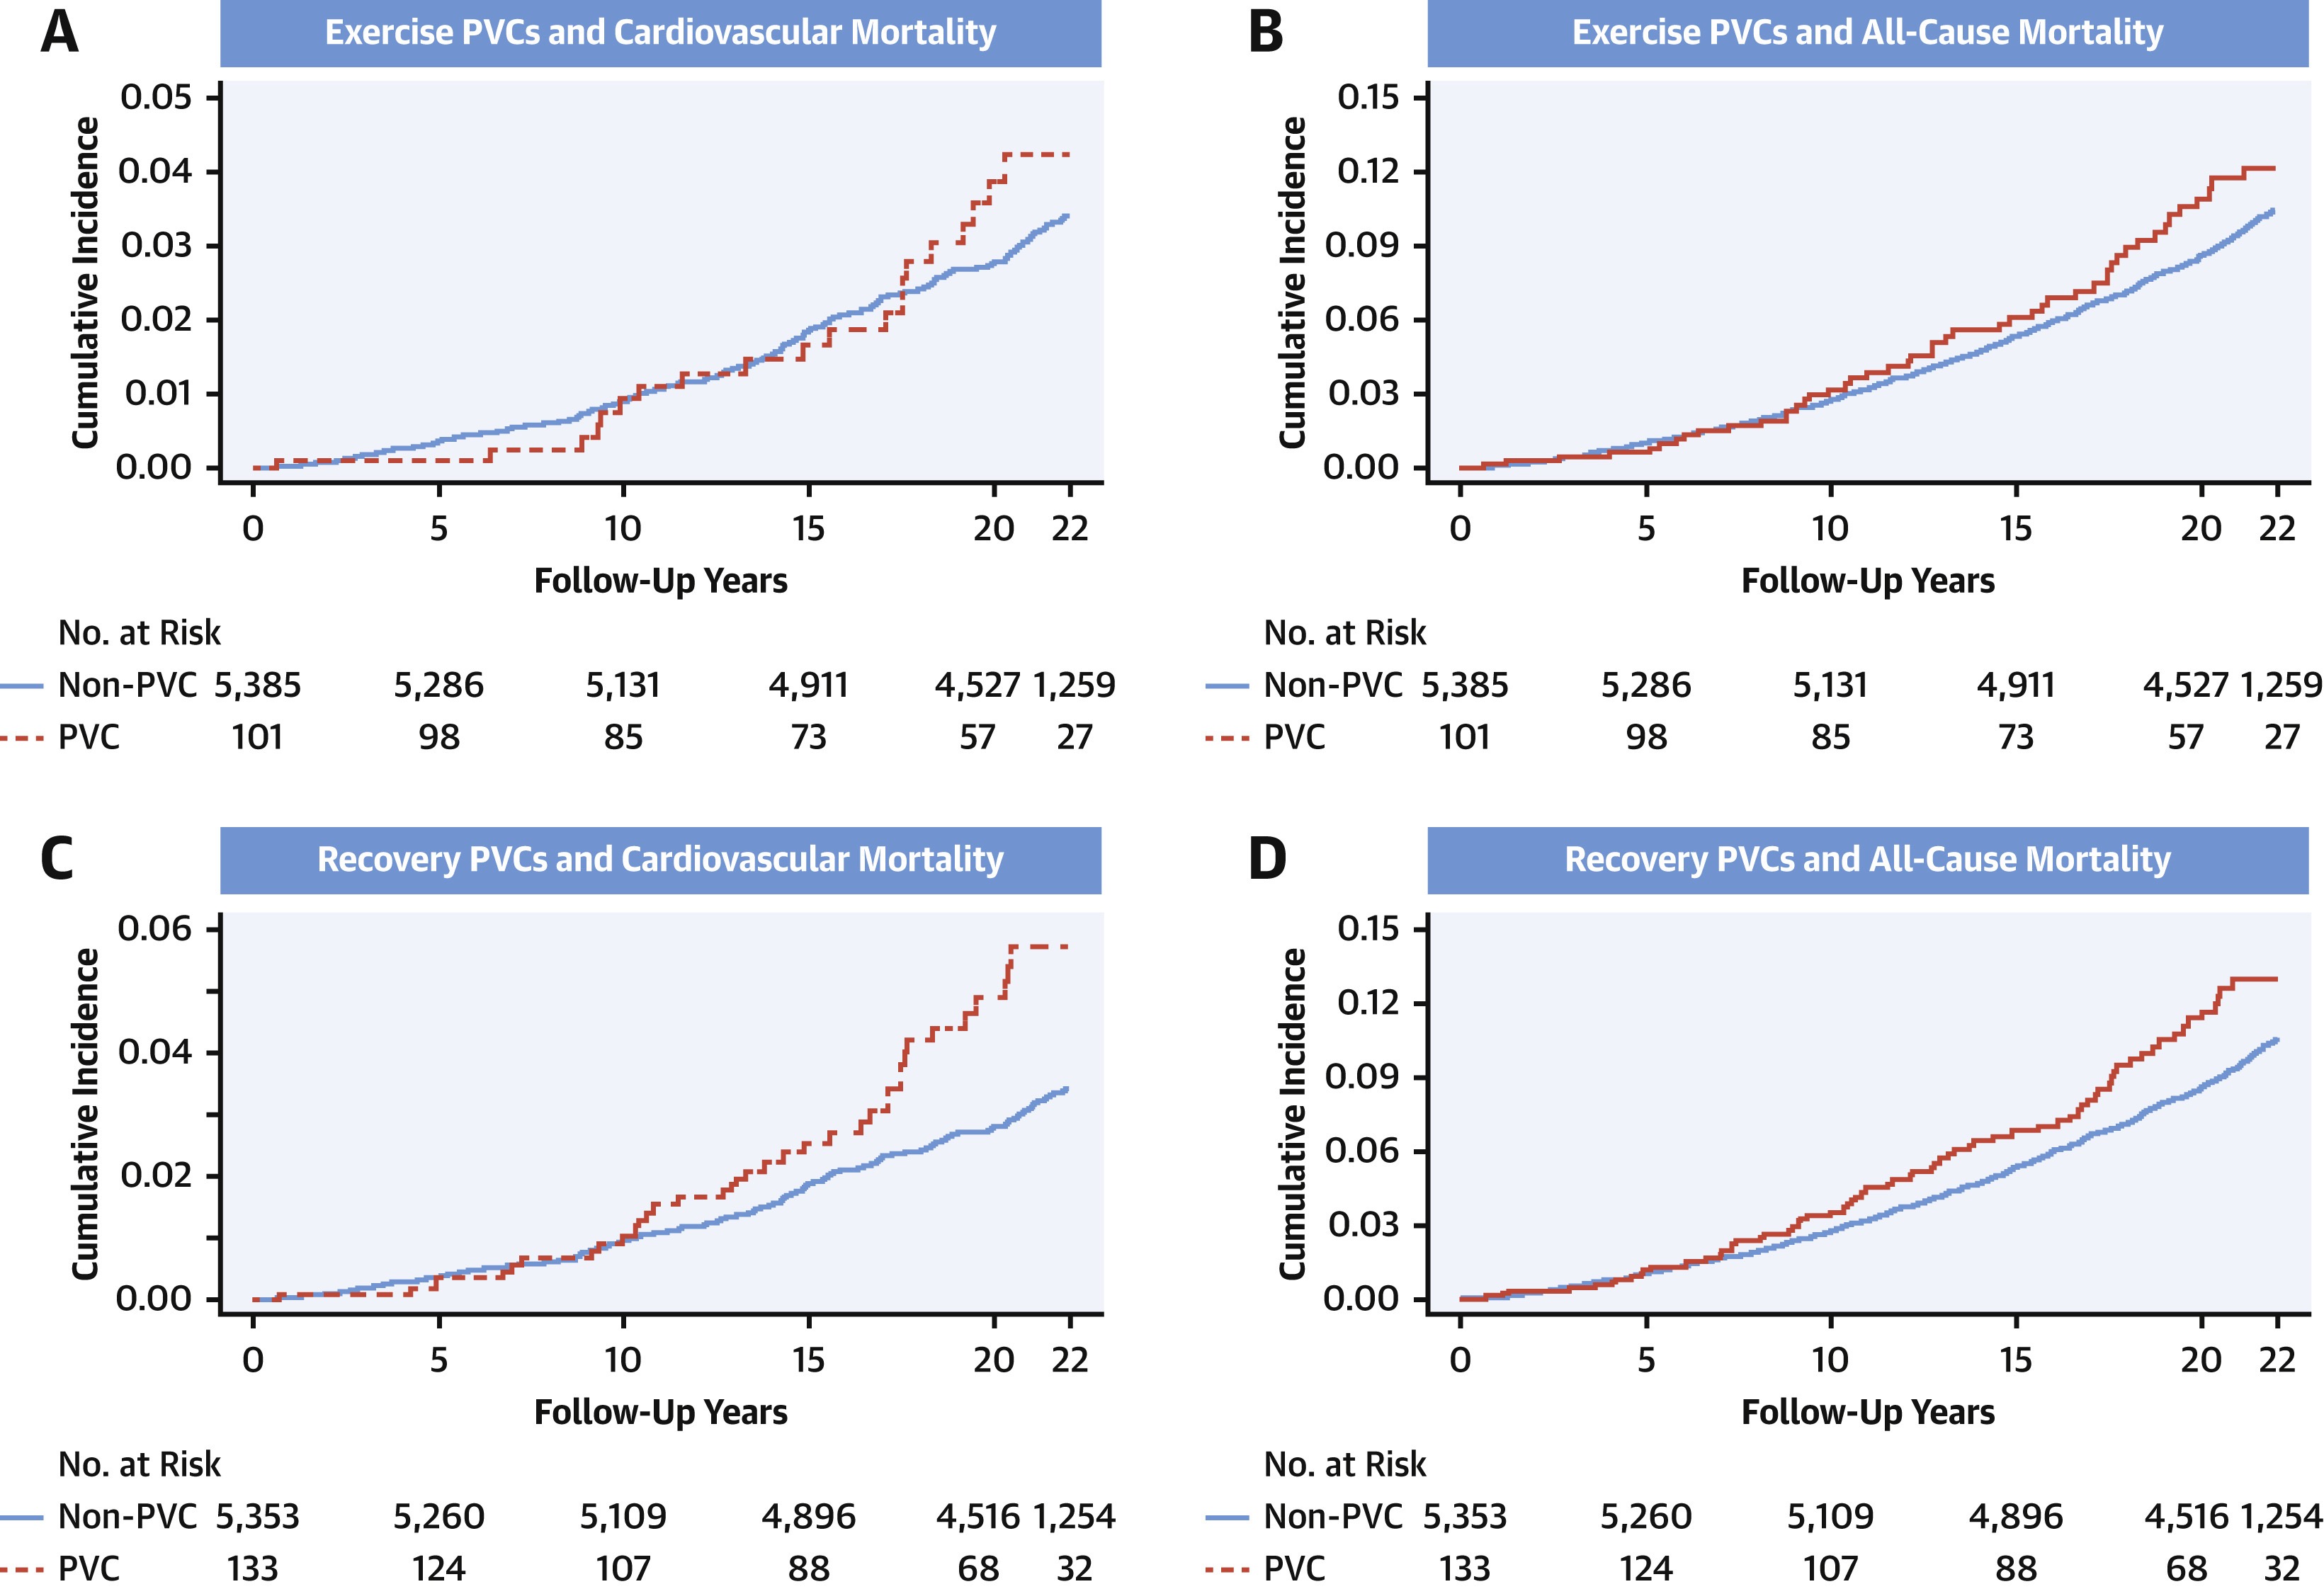 A
Exercise PVCs and Cardiovascular Mortality
Cumulative Incidence
0.05
0.04
0.03
0.02
0.01
0.00
0 5 10 15 20 22
Follow-Up Years
No. at Risk
Non-PVC 5,385 5,286 5,131 4,911 4,527 1,259
PVC 101 98 85 73 57 27
B
Exercise PVCs and All-Cause Mortality
Cumulative Incidence
0.15
0.12
0.09
0.06
0.03
0.00
0 5 10 15 20 22
Follow-Up Years
No. at Risk
Non-PVC 5,385 5,286 5,131 4,911 4,527 1,259
PVC 101 98 85 73 57 27
C
Recovery PVCs and Cardiovascular Mortality
Cumulative Incidence
0.06
0.04
0.02
0.00
0 5 10 15 20 22
Follow-Up Years
No. at Risk
Non-PVC 5,353 5,260 5,109 4,896 4,516 1,254
PVC 133 124 107 88 68 32
D
Recovery PVCs and All-Cause Mortality
Cumulative Incidence
0.15
0.12
0.09
0.06
0.03
0.00
0 5 10 15 20 22
Follow-Up Years
No. at Risk
Non-PVC 5,353 5,260 5,109 4,896 4,516 1,254
PVC 133 124 107 88 68 32